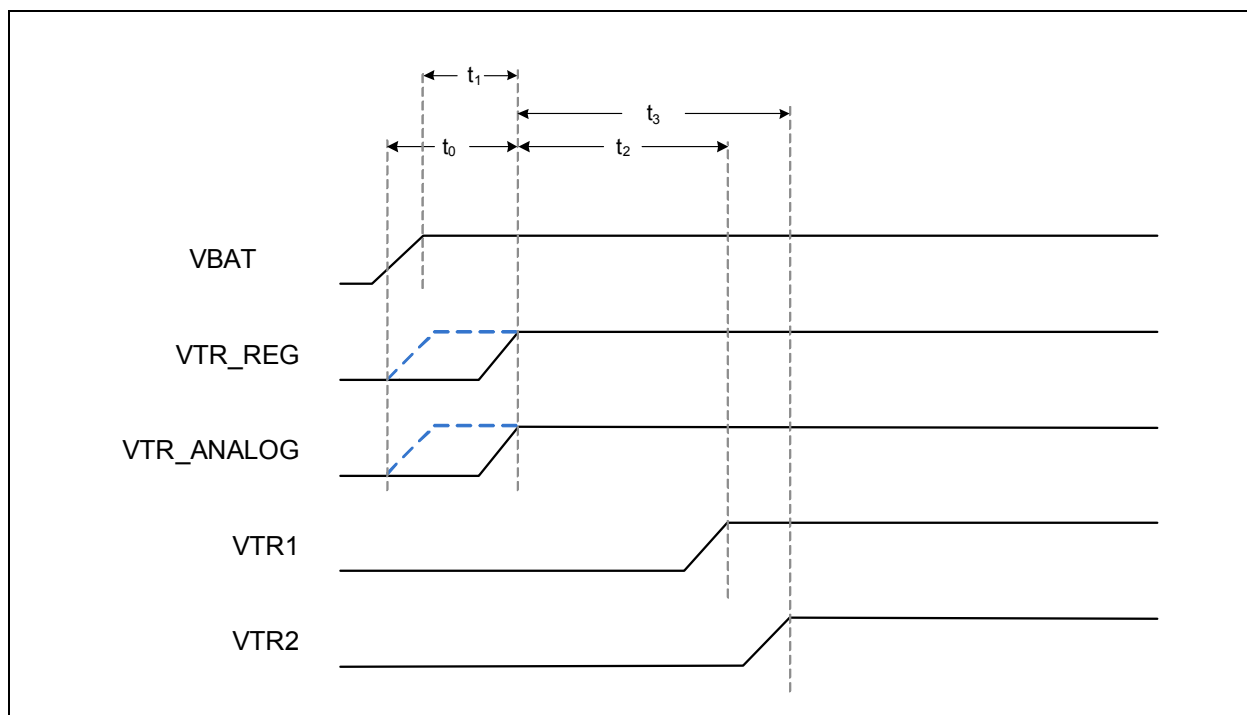 t₁
t₃
t₀
t₂
VBAT
VTR_REG
VTR_ANALOG
VTR1
VTR2